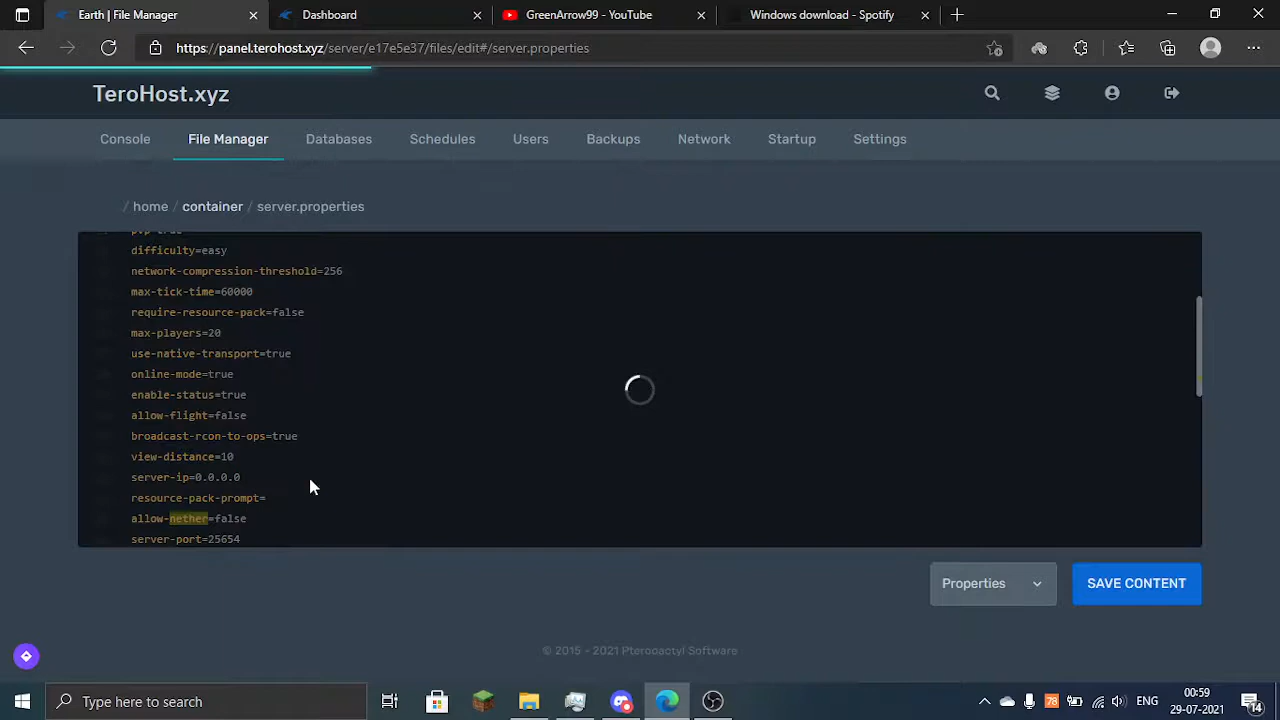 Earth | File Manager
Dashboard
GreenArrow99 - YouTube
Windows download - Spotify
https://panel.terohost.xyz/server/e17e5e37/files/edit#/server.properties
TeroHost.xyz
Console
File Manager
Databases
Schedules
Users
Backups
Network
Startup
Settings
/ home / container / server.properties
difficulty=easy
network-compression-threshold=256
max-tick-time=60000
require-resource-pack=false
max-players=20
use-native-transport=true
online-mode=true
enable-status=true
allow-flight=false
broadcast-rcon-to-ops=true
view-distance=10
server-ip=0.0.0.0
resource-pack-prompt=
allow-nether=false
server-port=25654
Properties
SAVE CONTENT
© 2015 - 2021 Pterodactyl Software
Type here to search
78
ENG
00:59
29-07-2021
14